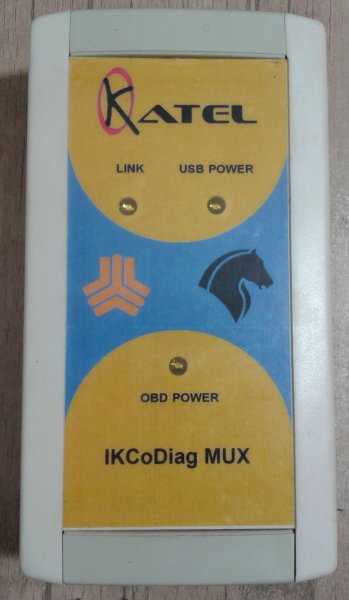 KATEL
LINK USB POWER
OBD POWER
IKCoDiag MUX